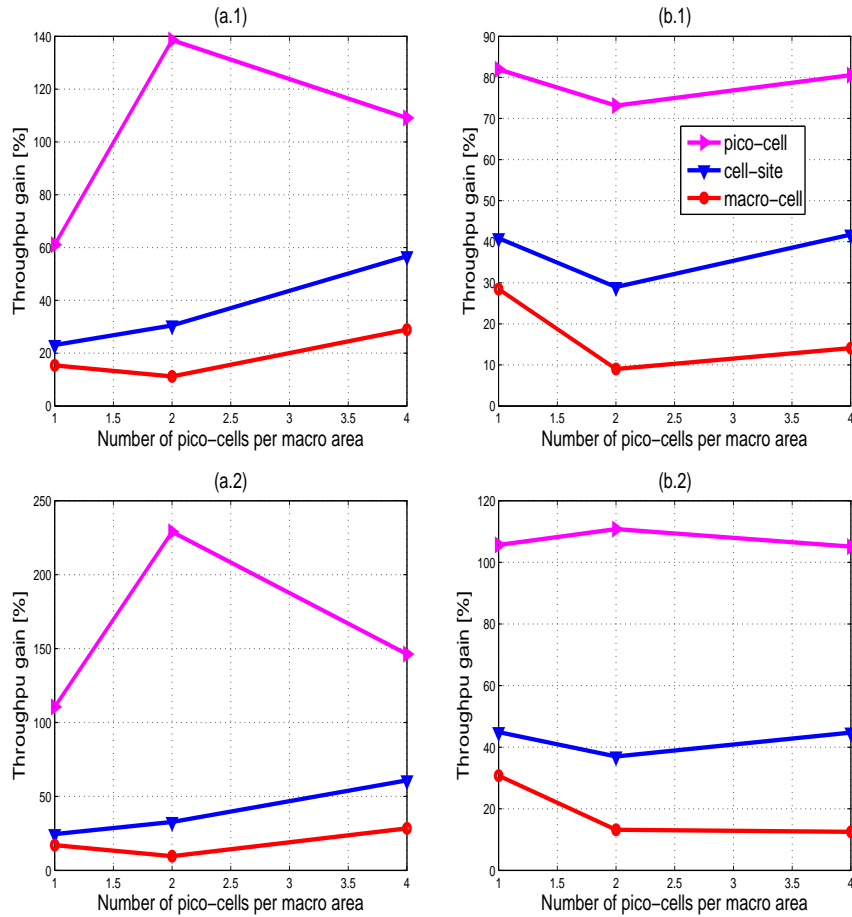 (a.1)
Throughpu gain [%]
140
120
100
80
60
40
20
0
1 1.5 2 2.5 3 3.5 4
Number of pico-cells per macro area
(b.1)
Throughpu gain [%]
90
80
70
60
50
40
30
20
10
0
pico-cell
cell-site
macro-cell
1 1.5 2 2.5 3 3.5 4
Number of pico-cells per macro area
(a.2)
Throughpu gain [%]
250
200
150
100
50
0
1 1.5 2 2.5 3 3.5 4
Number of pico-cells per macro area
(b.2)
Throughpu gain [%]
120
100
80
60
40
20
0
1 1.5 2 2.5 3 3.5 4
Number of pico-cells per macro area